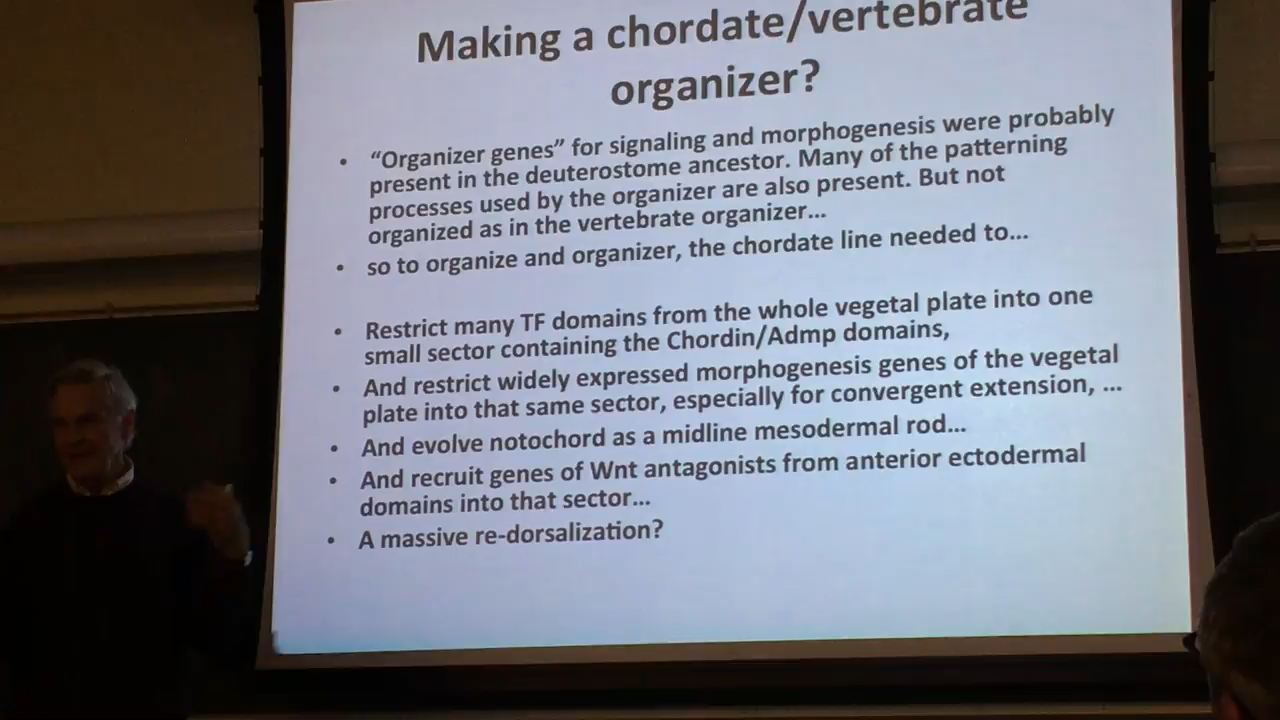 Making a chordate/vertebrate
organizer?
• “Organizer genes” for signaling and morphogenesis were probably
present in the deuterostome ancestor. Many of the patterning
processes used by the organizer are also present. But not
organized as in the vertebrate organizer...
• so to organize and organizer, the chordate line needed to...
• Restrict many TF domains from the whole vegetal plate into one
small sector containing the Chordin/Admp domains,
• And restrict widely expressed morphogenesis genes of the vegetal
plate into that same sector, especially for convergent extension, ...
• And evolve notochord as a midline mesodermal rod...
• And recruit genes of Wnt antagonists from anterior ectodermal
domains into that sector...
• A massive re-dorsalization?